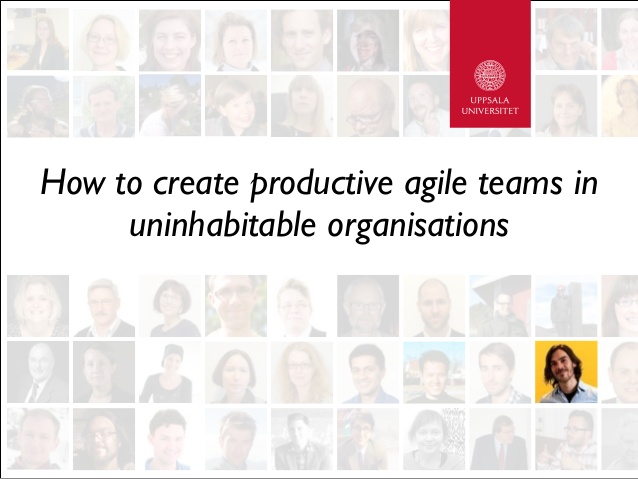 UPPSALA
UNIVERSITET
How to create productive agile teams in
uninhabitable organisations